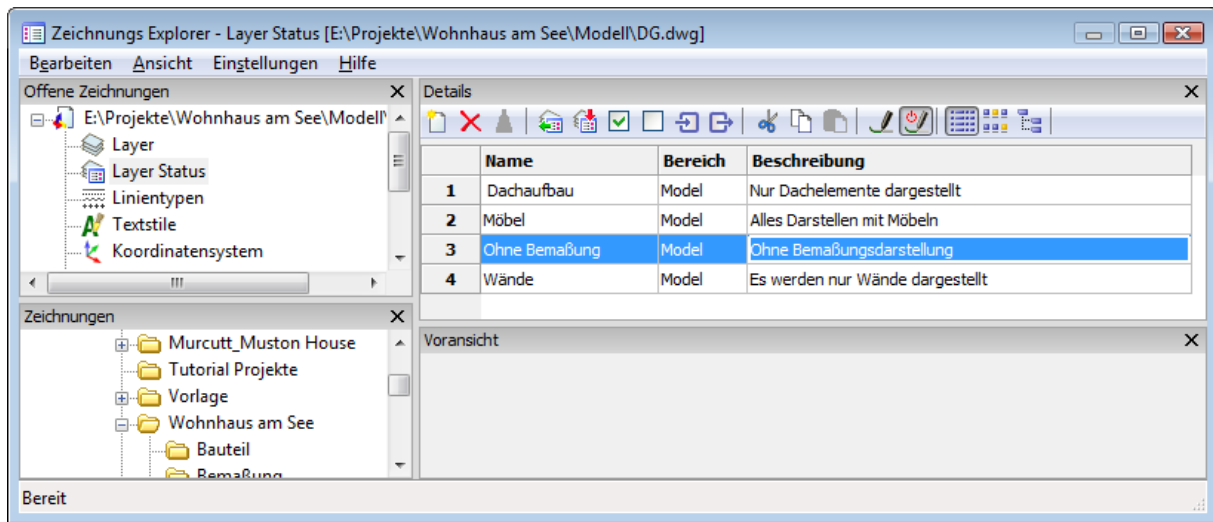 Zeichnungs Explorer - Layer Status [E:\Projekte\Wohnhaus am See\Modell\DG.dwg]
Bearbeiten Ansicht Einstellungen Hilfe
Offene Zeichnungen
E:\Projekte\Wohnhaus am See\Modell\
Layer
Layer Status
Linientypen
Textstile
Koordinatensystem
Zeichnungen
Murcutt_Muston House
Tutorial Projekte
Vorlage
Wohnhaus am See
Bauteil
Bemaßung
Details
Name Bereich Beschreibung
1 Dachaufbau Model Nur Dachelemente dargestellt
2 Möbel Model Alles Darstellen mit Möbeln
3 Ohne Bemaßung Model Ohne Bemaßungsdarstellung
4 Wände Model Es werden nur Wände dargestellt
Voransicht
Bereit